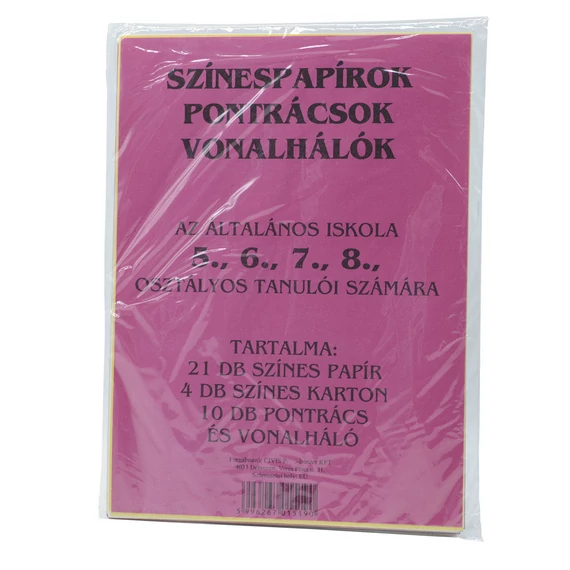 SZÍNESPAPÍROK
PONTRÁCSOK
VONALHÁLÓK
AZ ÁLTALÁNOS ISKOLA
5., 6., 7., 8.,
OSZTÁLYOS TANULÓI SZÁMÁRA
TARTALMA:
21 DB SZÍNES PAPÍR
4 DB SZÍNES KARTON
10 DB PONTRÁCS
ÉS VONALHÁLÓ